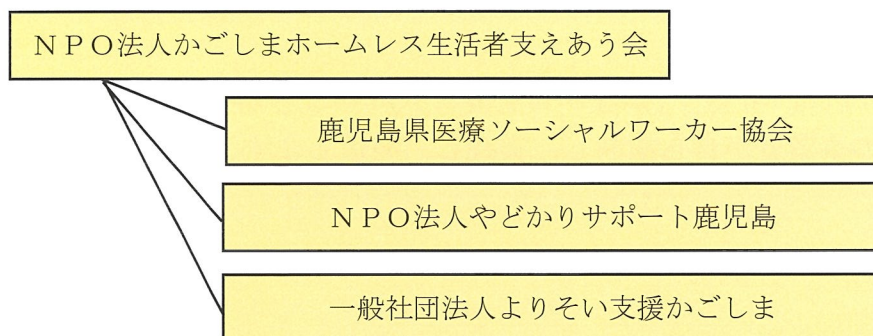 ＮＰＯ法人かごしまホームレス生活者支えあう会
鹿児島県医療ソーシャルワーカー協会
ＮＰＯ法人やどかりサポート鹿児島
一般社団法人よりそい支援かごしま